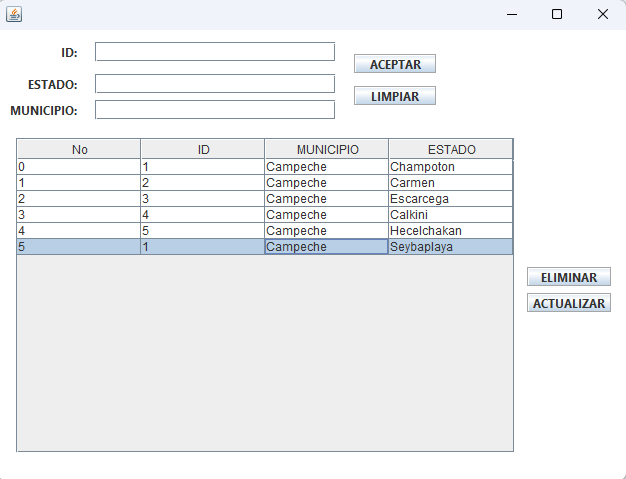 ID:
ACEPTAR
ESTADO:
LIMPIAR
MUNICIPIO:
No ID MUNICIPIO ESTADO
0 1 Campeche Champoton
1 2 Campeche Carmen
2 3 Campeche Escarcega
3 4 Campeche Calkini
4 5 Campeche Hecelchakan
5 1 Campeche Seybaplaya
ELIMINAR
ACTUALIZAR